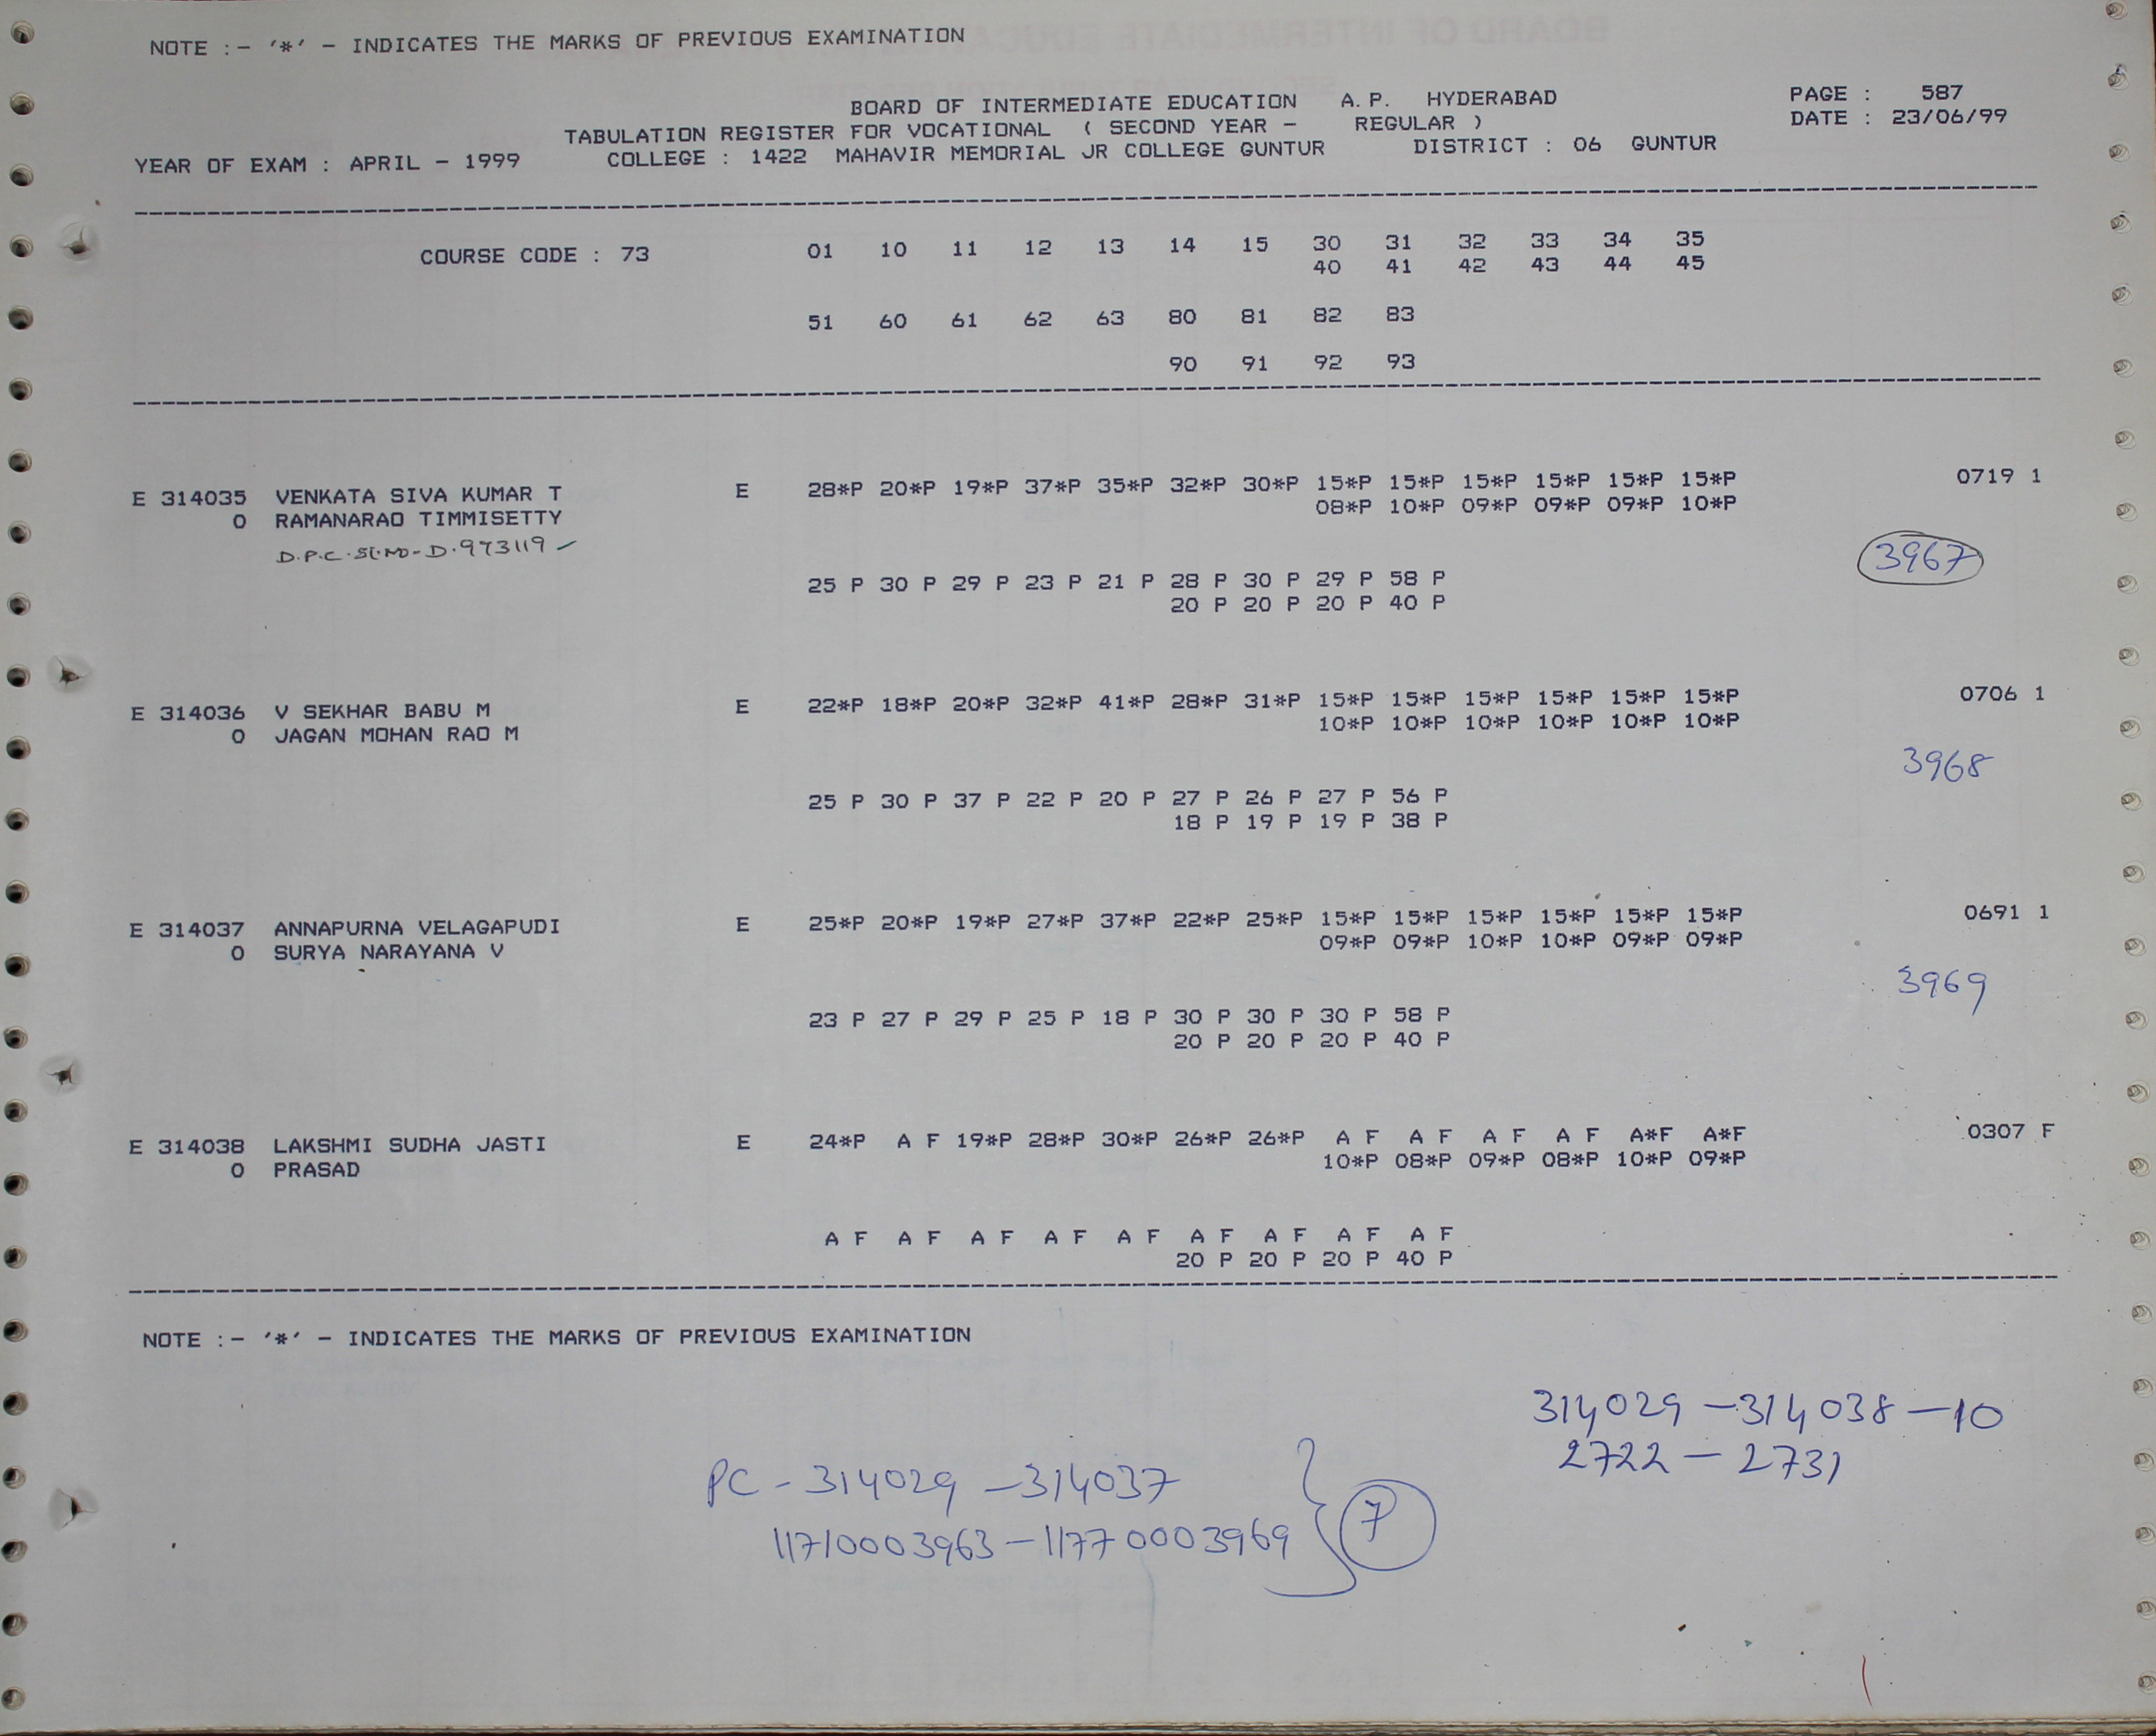 NOTE :- '*' - INDICATES THE MARKS OF PREVIOUS EXAMINATION
BOARD OF INTERMEDIATE EDUCATION A.P. HYDERABAD PAGE : 587
TABULATION REGISTER FOR VOCATIONAL ( SECOND YEAR - REGULAR ) DATE : 23/06/99
YEAR OF EXAM : APRIL - 1999 COLLEGE : 1422 MAHAVIR MEMORIAL JR COLLEGE GUNTUR DISTRICT : 06 GUNTUR
COURSE CODE : 73 01 10 11 12 13 14 15 30 31 32 33 34 35
40 41 42 43 44 45
51 60 61 62 63 80 81 82 83
90 91 92 93
E 314035 VENKATA SIVA KUMAR T E 28*P 20*P 19*P 37*P 35*P 32*P 30*P 15*P 15*P 15*P 15*P 15*P 15*P 0719 1
0 RAMANARAO TIMMISETTY 08*P 10*P 09*P 09*P 09*P 10*P
D.P.C.Sl.No-D.973119
3967
25 P 30 P 29 P 23 P 21 P 28 P 30 P 29 P 58 P
20 P 20 P 20 P 40 P
E 314036 V SEKHAR BABU M E 22*P 18*P 20*P 32*P 41*P 28*P 31*P 15*P 15*P 15*P 15*P 15*P 15*P 0706 1
0 JAGAN MOHAN RAO M 10*P 10*P 10*P 10*P 10*P 10*P
3968
25 P 30 P 37 P 22 P 20 P 27 P 26 P 27 P 56 P
18 P 19 P 19 P 38 P
E 314037 ANNAPURNA VELAGAPUDI E 25*P 20*P 19*P 27*P 37*P 22*P 25*P 15*P 15*P 15*P 15*P 15*P 15*P 0691 1
0 SURYA NARAYANA V 09*P 09*P 10*P 10*P 09*P 09*P
3969
23 P 27 P 29 P 25 P 18 P 30 P 30 P 30 P 58 P
20 P 20 P 20 P 40 P
E 314038 LAKSHMI SUDHA JASTI E 24*P A F 19*P 28*P 30*P 26*P 26*P A F A F A F A F A*F A*F 0307 F
0 PRASAD 10*P 08*P 09*P 08*P 10*P 09*P
A F A F A F A F A F A F A F A F A F
20 P 20 P 20 P 40 P
NOTE :- '*' - INDICATES THE MARKS OF PREVIOUS EXAMINATION
314029 - 314038 - 10
2722 - 2731
PC - 314029 - 314037
11710003963 - 11770003969 } 7